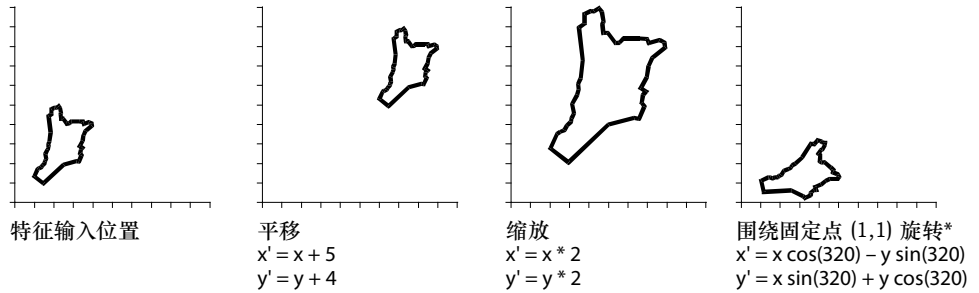 特征输入位置
平移
x' = x + 5
y' = y + 4
缩放
x' = x * 2
y' = y * 2
围绕固定点 (1,1) 旋转*
x' = x cos(320) – y sin(320)
y' = x sin(320) + y cos(320)